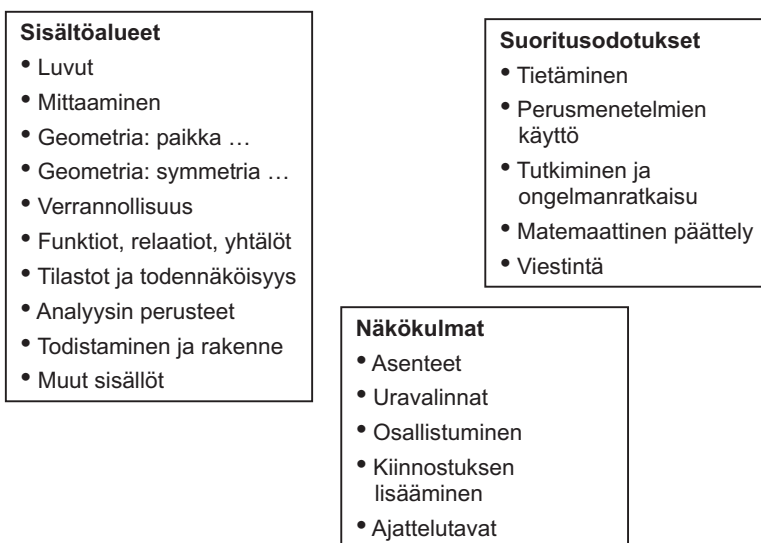 Sisältöalueet
• Luvut
• Mittaaminen
• Geometria: paikka …
• Geometria: symmetria …
• Verrannollisuus
• Funktiot, relaatiot, yhtälöt
• Tilastot ja todennäköisyys
• Analyysin perusteet
• Todistaminen ja rakenne
• Muut sisällöt
Suoritusodotukset
• Tietäminen
• Perusmenetelmien
käyttö
• Tutkiminen ja
ongelmanratkaisu
• Matemaattinen päättely
• Viestintä
Näkökulmat
• Asenteet
• Uravalinnat
• Osallistuminen
• Kiinnostuksen
lisääminen
• Ajattelutavat